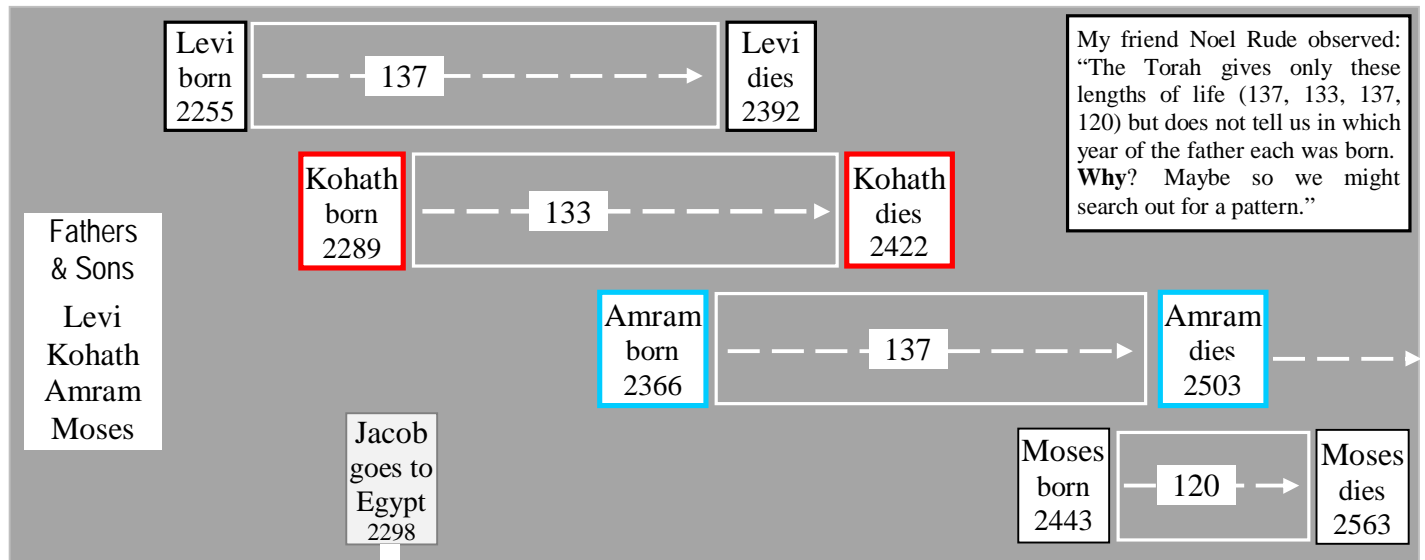 Levi
born
2255
137
Levi
dies
2392
My friend Noel Rude observed:
“The Torah gives only these
lengths of life (137, 133, 137,
120) but does not tell us in which
year of the father each was born.
Why? Maybe so we might
search out for a pattern.”
Kohath
born
2289
133
Kohath
dies
2422
Fathers
& Sons
Levi
Kohath
Amram
Moses
Amram
born
2366
137
Amram
dies
2503
Jacob
goes to
Egypt
2298
Moses
born
2443
120
Moses
dies
2563